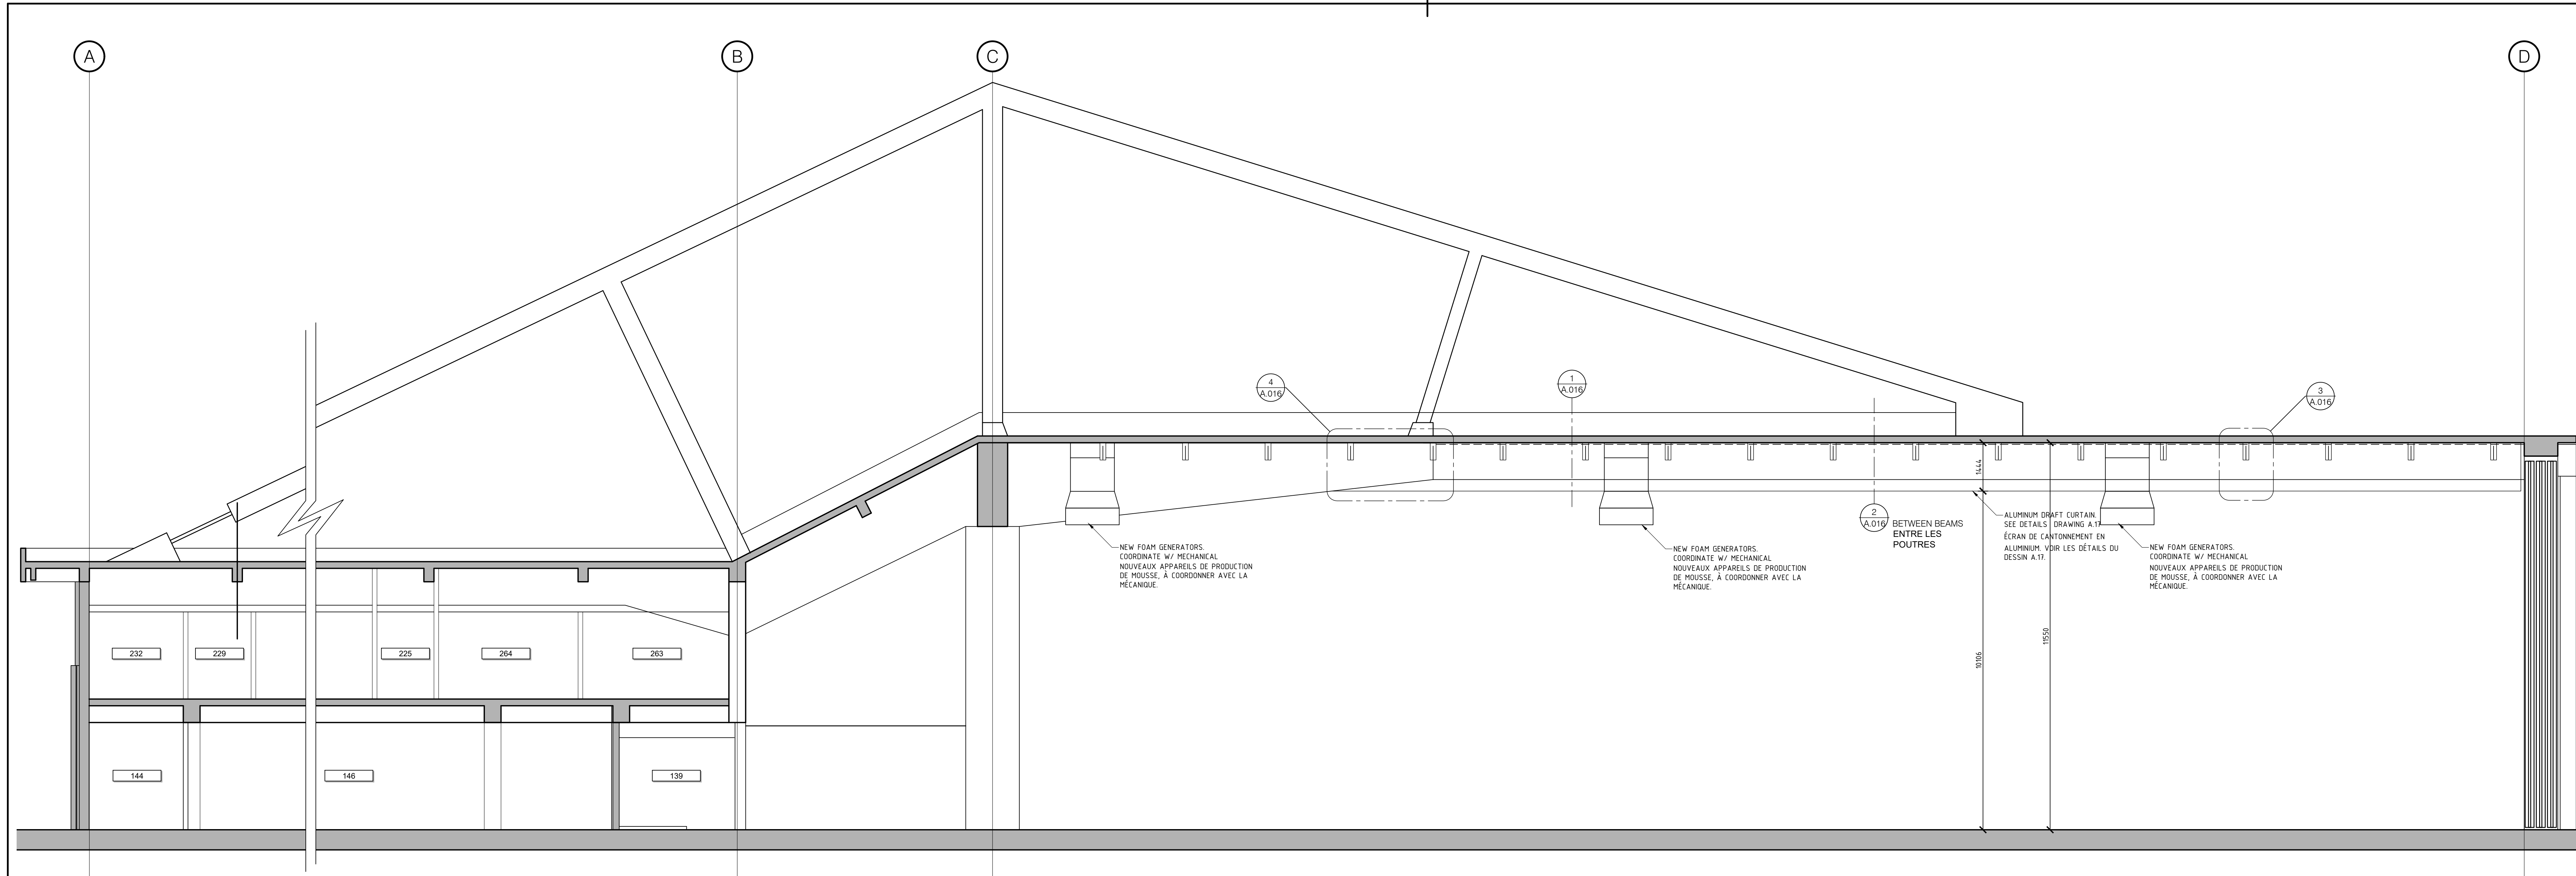 A
B
C
D
4
A.016
1
A.016
3
A.016
1444
2
A.016
BETWEEN BEAMS
ENTRE LES
POUTRES
ALUMINUM DRAFT CURTAIN.
SEE DETAILS DRAWING A.17
ÉCRAN DE CANTONNEMENT EN
ALUMINIUM. VOIR LES DÉTAILS DU
DESSIN A.17.
NEW FOAM GENERATORS.
COORDINATE W/ MECHANICAL
NOUVEAUX APPAREILS DE PRODUCTION
DE MOUSSE, À COORDONNER AVEC LA
MÉCANIQUE.
NEW FOAM GENERATORS.
COORDINATE W/ MECHANICAL
NOUVEAUX APPAREILS DE PRODUCTION
DE MOUSSE, À COORDONNER AVEC LA
MÉCANIQUE.
NEW FOAM GENERATORS.
COORDINATE W/ MECHANICAL
NOUVEAUX APPAREILS DE PRODUCTION
DE MOUSSE, À COORDONNER AVEC LA
MÉCANIQUE.
11550
10106
232
229
225
264
263
144
146
139